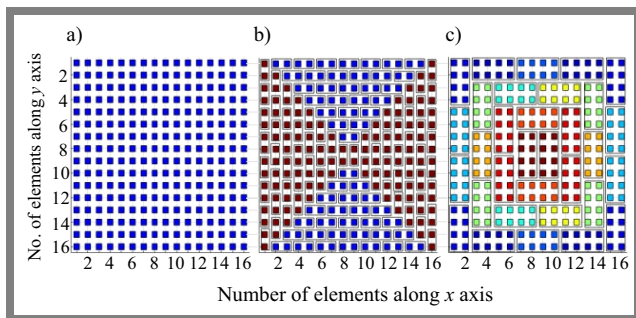 a) b) c)
No. of elements along y axis
2
4
6
8
10
12
14
16
2 4 6 8 10 12 14 16 2 4 6 8 10 12 14 16 2 4 6 8 10 12 14 16
Number of elements along x axis